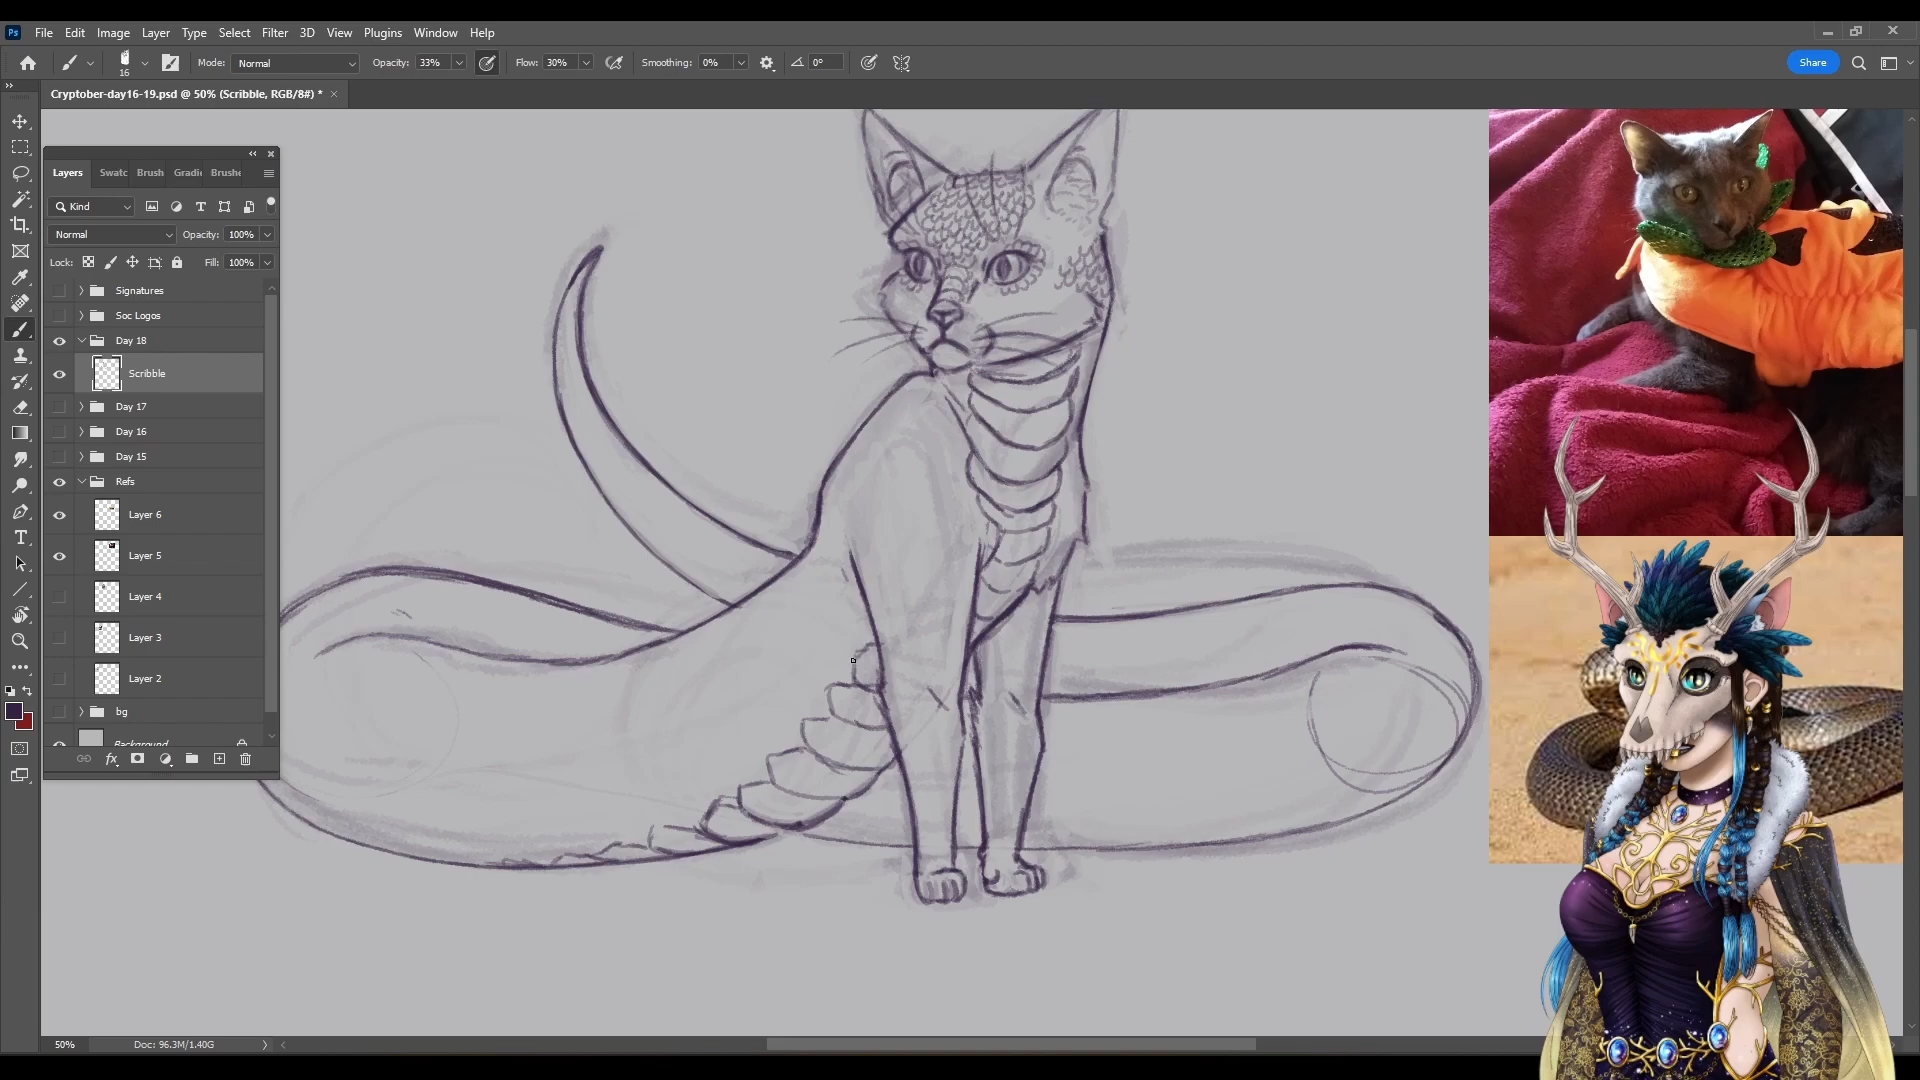 Ps File Edit Image Layer Type Select Filter 3D View Plugins Window Help
16 Mode: Normal Opacity: 33% Flow: 30% Smoothing: 0% 0° Share
Cryptober-day16-19.psd @ 50% (Scribble, RGB/8#) *
Layers Swatc Brush Gradi Brushe
Kind
Normal Opacity: 100%
Lock: Fill: 100%
Signatures
Soc Logos
Day 18
Scribble
Day 17
Day 16
Day 15
Refs
Layer 6
Layer 5
Layer 4
Layer 3
Layer 2
bg
Background
fx
50% Doc: 96.3M/1.40G